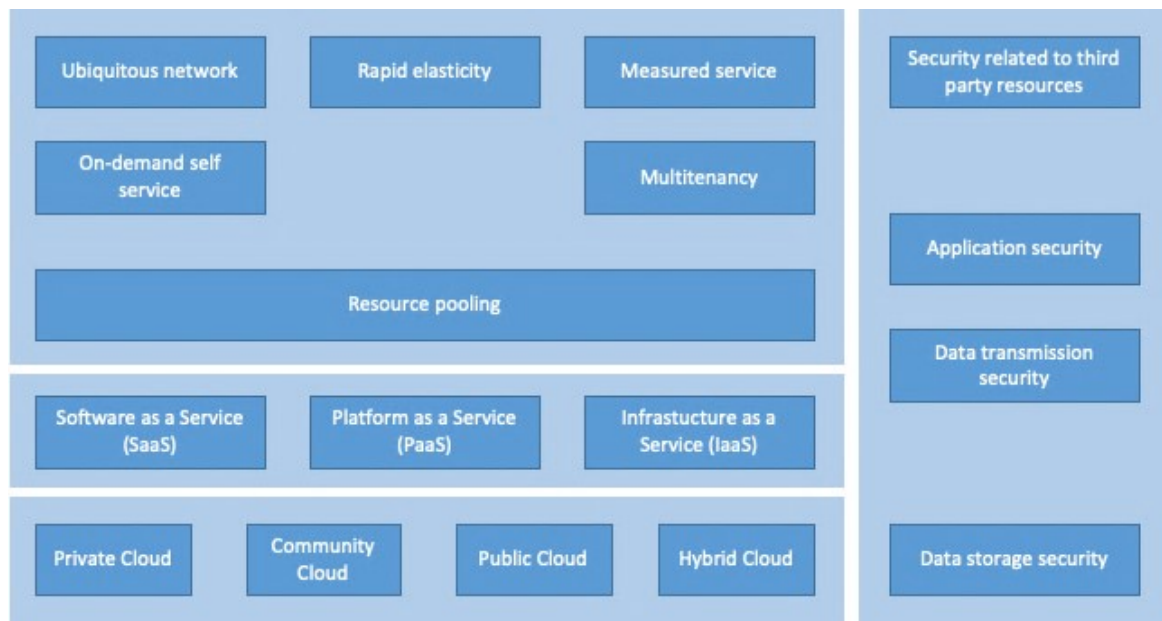 Ubiquitous network
Rapid elasticity
Measured service
On-demand self
service
Multitenancy
Resource pooling
Software as a Service
(SaaS)
Platform as a Service
(PaaS)
Infrastucture as a
Service (IaaS)
Private Cloud
Community
Cloud
Public Cloud
Hybrid Cloud
Security related to third
party resources
Application security
Data transmission
security
Data storage security